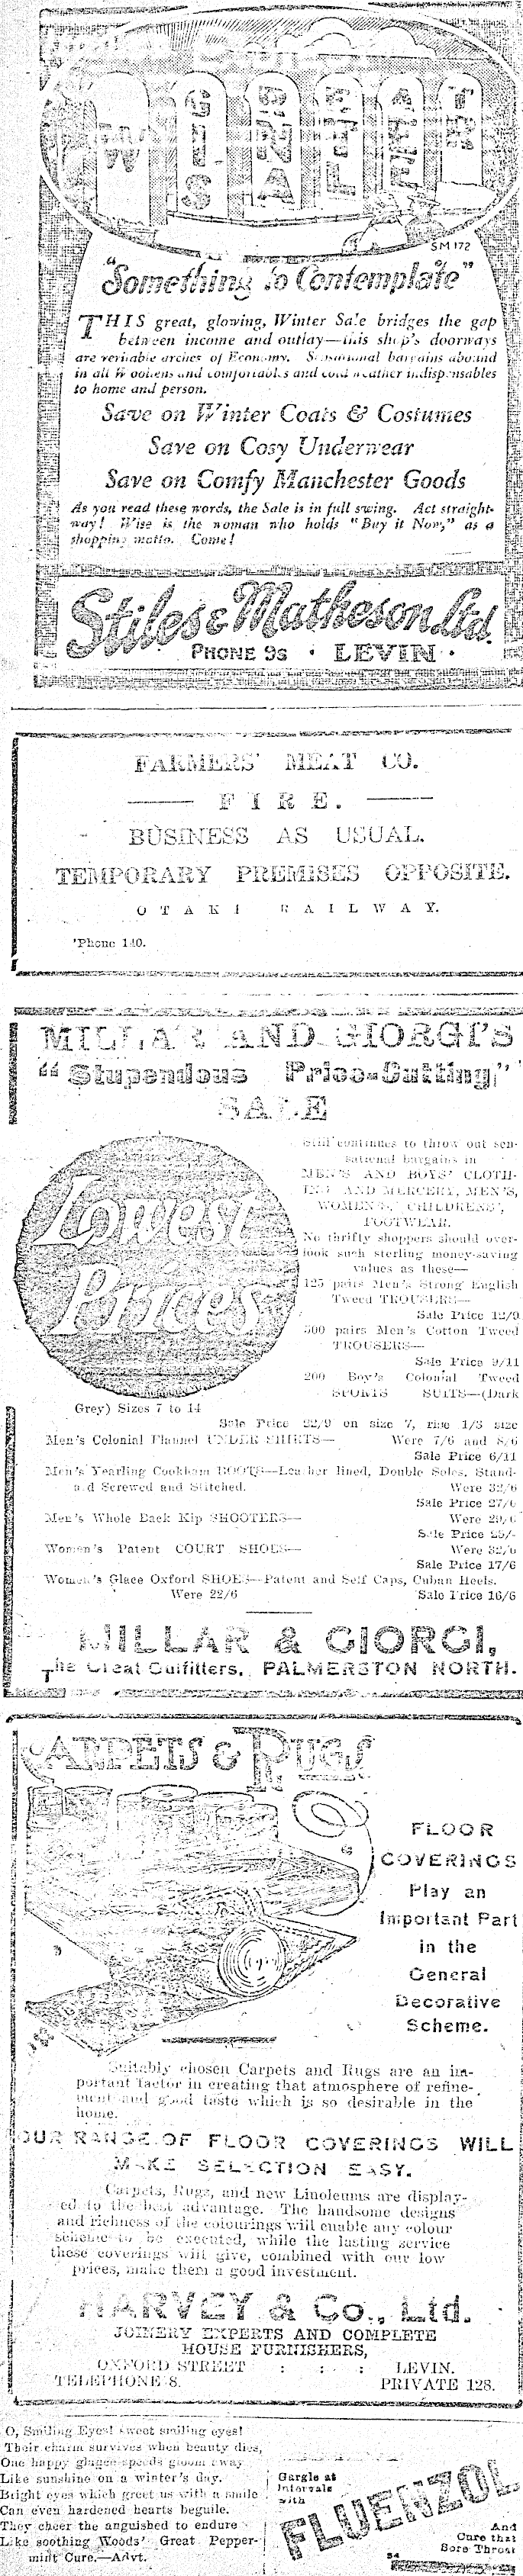 SM 172
"Something to Contemplate"
THIS great, glowing, Winter Sale bridges the gap
between income and outlay—this shop's doorways
are veritable arches of Economy. Sensational bargains abound
in all Woollens and comfortables and cold weather indispensables
to home and person.
Save on Winter Coats & Costumes
Save on Cosy Underwear
Save on Comfy Manchester Goods
As you read these words, the Sale is in full swing. Act straight-
way! Wise is the woman who holds "Buy it Now," as a
shopping motto. Come!
Stiles & Matheson Ltd.
PHONE 9s · LEVIN ·
FARMERS' MEAT CO.
FIRE.
BUSINESS AS USUAL.
TEMPORARY PREMISES OPPOSITE.
OTAKI RAILWAY.
'Phone 140.
MILLAR AND GIORGI'S
"Stupendous Price-Cutting"
SALE
Lowest
Prices
Still continues to throw out sen-
sational bargains in
MEN'S AND BOYS' CLOTH-
ING AND MERCERY, MEN'S,
WOMEN'S, CHILDRENS',
FOOTWEAR.
No thrifty shoppers should over-
look such sterling money-saving
values as these—
125 pairs Men's Strong English
Tweed TROUSERS—
Sale Price 12/9
500 pairs Men's Cotton Tweed
TROUSERS—
Sale Price 9/11
200 Boy's Colonial Tweed
SPORTS SUITS—(Dark
Grey) Sizes 7 to 14
Sale Price 22/9 on size 7, rise 1/3 size
Men's Colonial Flannel UNDER SHIRTS— Were 7/6 and 8/6
Sale Price 6/11
Men's Yearling Cookham BOOTS—Leather lined, Double Soles, Stand-
ard Screwed and Stitched. Were 32/6
Sale Price 27/6
Men's Whole Back Kip SHOOTERS— Were 29/6
Sale Price 25/-
Women's Patent COURT SHOES— Were 32/6
Sale Price 17/6
Women's Glace Oxford SHOES—Patent and Self Caps, Cuban Heels.
Were 22/6 Sale Price 16/6
MILLAR & GIORGI,
The Great Outfitters, PALMERSTON NORTH.
CARPETS & RUGS
FLOOR
COVERINGS
Play an
Important Part
in the
General
Decorative
Scheme.
Suitably chosen Carpets and Rugs are an im-
portant factor in creating that atmosphere of refine-
ment and good taste which is so desirable in the
home.
OUR RANGE OF FLOOR COVERINGS WILL
MAKE SELECTION EASY.
Carpets, Rugs, and new Linoleums are display-
ed to the best advantage. The handsome designs
and richness of the colourings will enable any colour
scheme to be executed, while the lasting service
these coverings will give, combined with our low
prices, make them a good investment.
HARVEY & Co., Ltd.
JOINERY EXPERTS AND COMPLETE
HOUSE FURNISHERS,
OXFORD STREET : : : LEVIN.
TELEPHONE 8. PRIVATE 128.
O, Smiling Eyes! sweet smiling eyes!
Their charm survives when beauty dies,
One happy glance speeds gloom away
Like sunshine on a winter's day.
Bright eyes which greet us with a smile
Can even hardened hearts beguile.
They cheer the anguished to endure
Like soothing Woods' Great Pepper-
mint Cure.—Advt.
Gargle at
Intervals
with
FLUENZOL
And
Cure that
Sore Throat
54